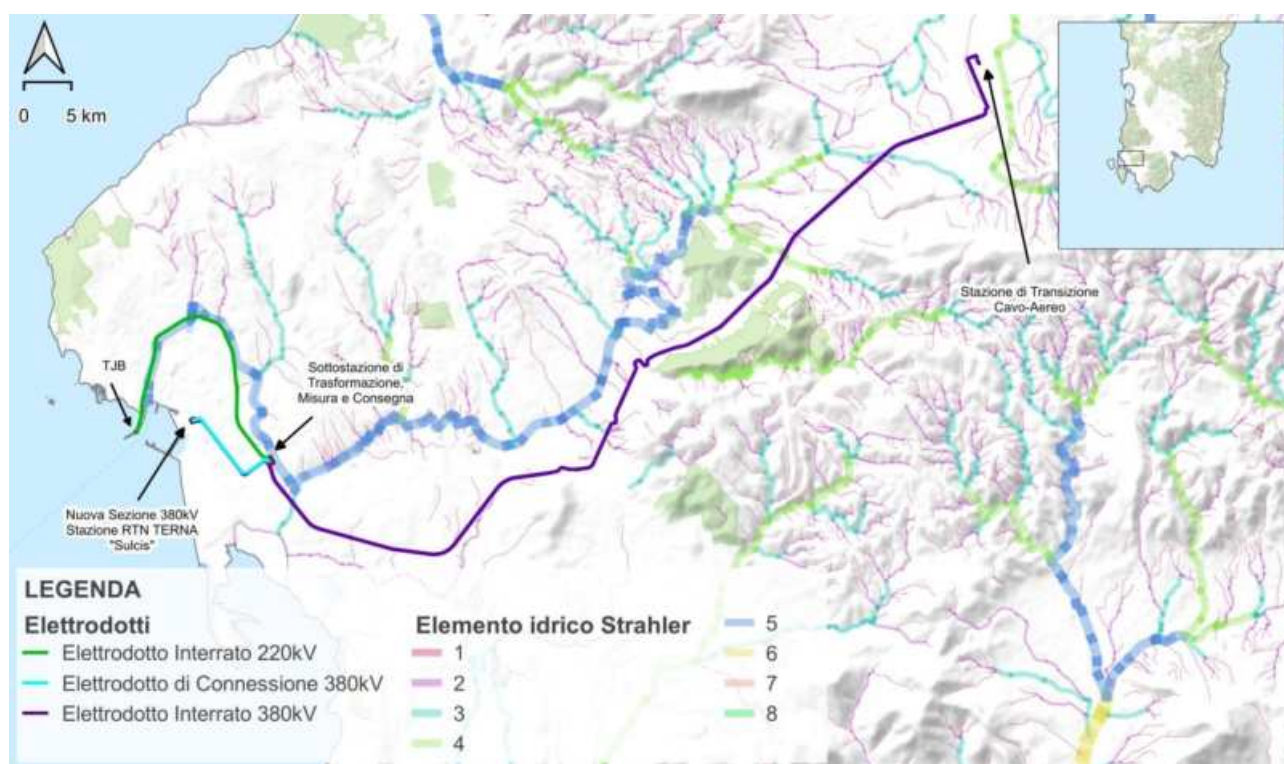 0 5 km
Stazione di Transizione
Cavo-Aereo
TJB
Sottostazione di
Trasformazione,
Misura e Consegna
Nuova Sezione 380kV
Stazione RTN TERNA
"Sulcis"
LEGENDA
Elettrodotti
Elettrodotto Interrato 220kV
Elettrodotto di Connessione 380kV
Elettrodotto Interrato 380kV
Elemento idrico Strahler
1
2
3
4
5
6
7
8